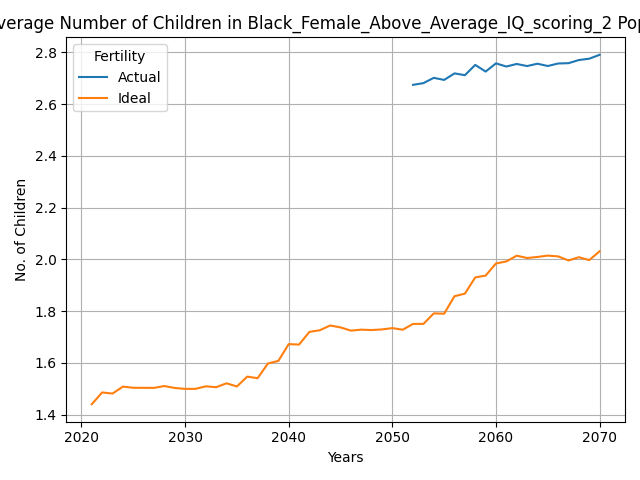 verage Number of Children in Black_Female_Above_Average_IQ_scoring_2 Pop
Fertility
Actual
Ideal
No. of Children
2.8
2.6
2.4
2.2
2.0
1.8
1.6
1.4
2020 2030 2040 2050 2060 2070
Years